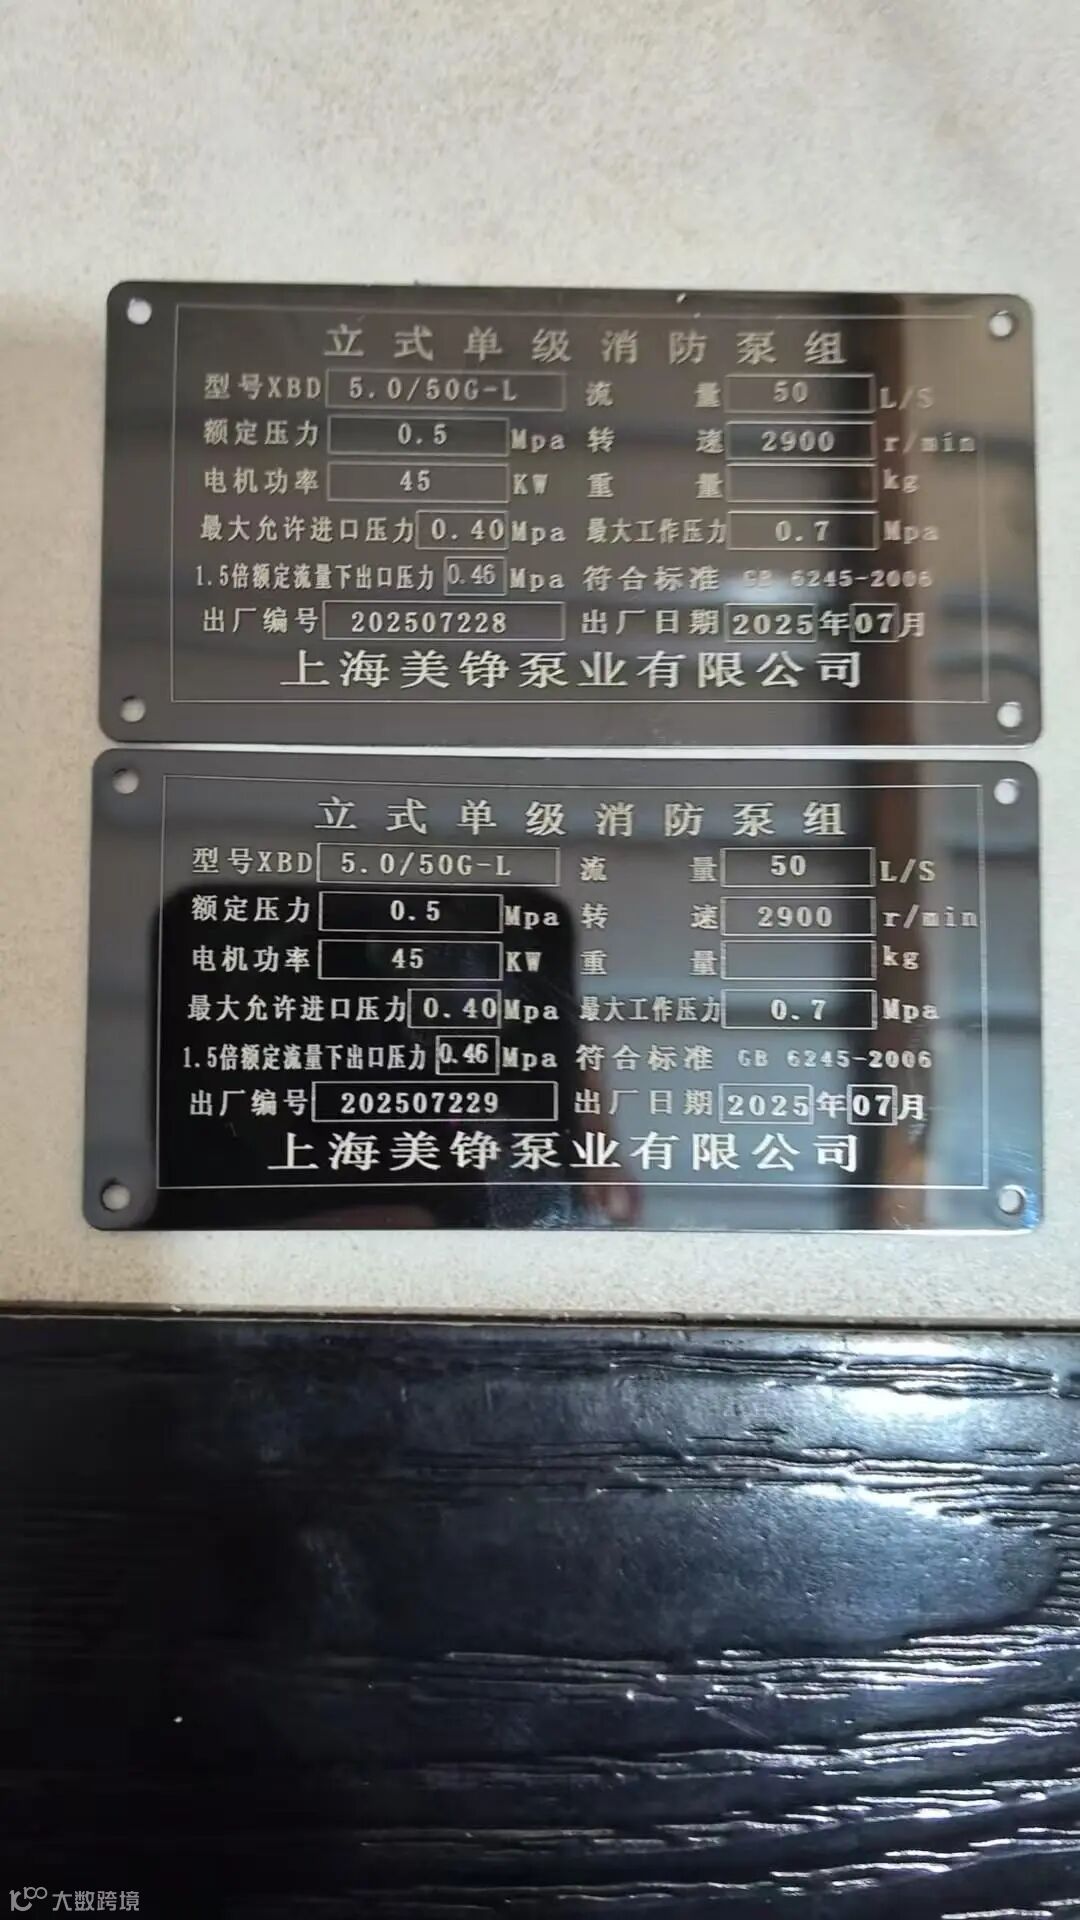 立式单级消防泵组
型号XBD 5.0/50G-L 流量 50 L/S
额定压力 0.5 Mpa 转速 2900 r/min
电机功率 45 KW 重量 kg
最大允许进口压力 0.40 Mpa 最大工作压力 0.7 Mpa
1.5倍额定流量下出口压力 0.46 Mpa 符合标准 GB 6245-2006
出厂编号 202507228 出厂日期 2025年07月
上海美铮泵业有限公司
立式单级消防泵组
型号XBD 5.0/50G-L 流量 50 L/S
额定压力 0.5 Mpa 转速 2900 r/min
电机功率 45 KW 重量 kg
最大允许进口压力 0.40 Mpa 最大工作压力 0.7 Mpa
1.5倍额定流量下出口压力 0.46 Mpa 符合标准 GB 6245-2006
出厂编号 202507229 出厂日期 2025年07月
上海美铮泵业有限公司
大数跨境